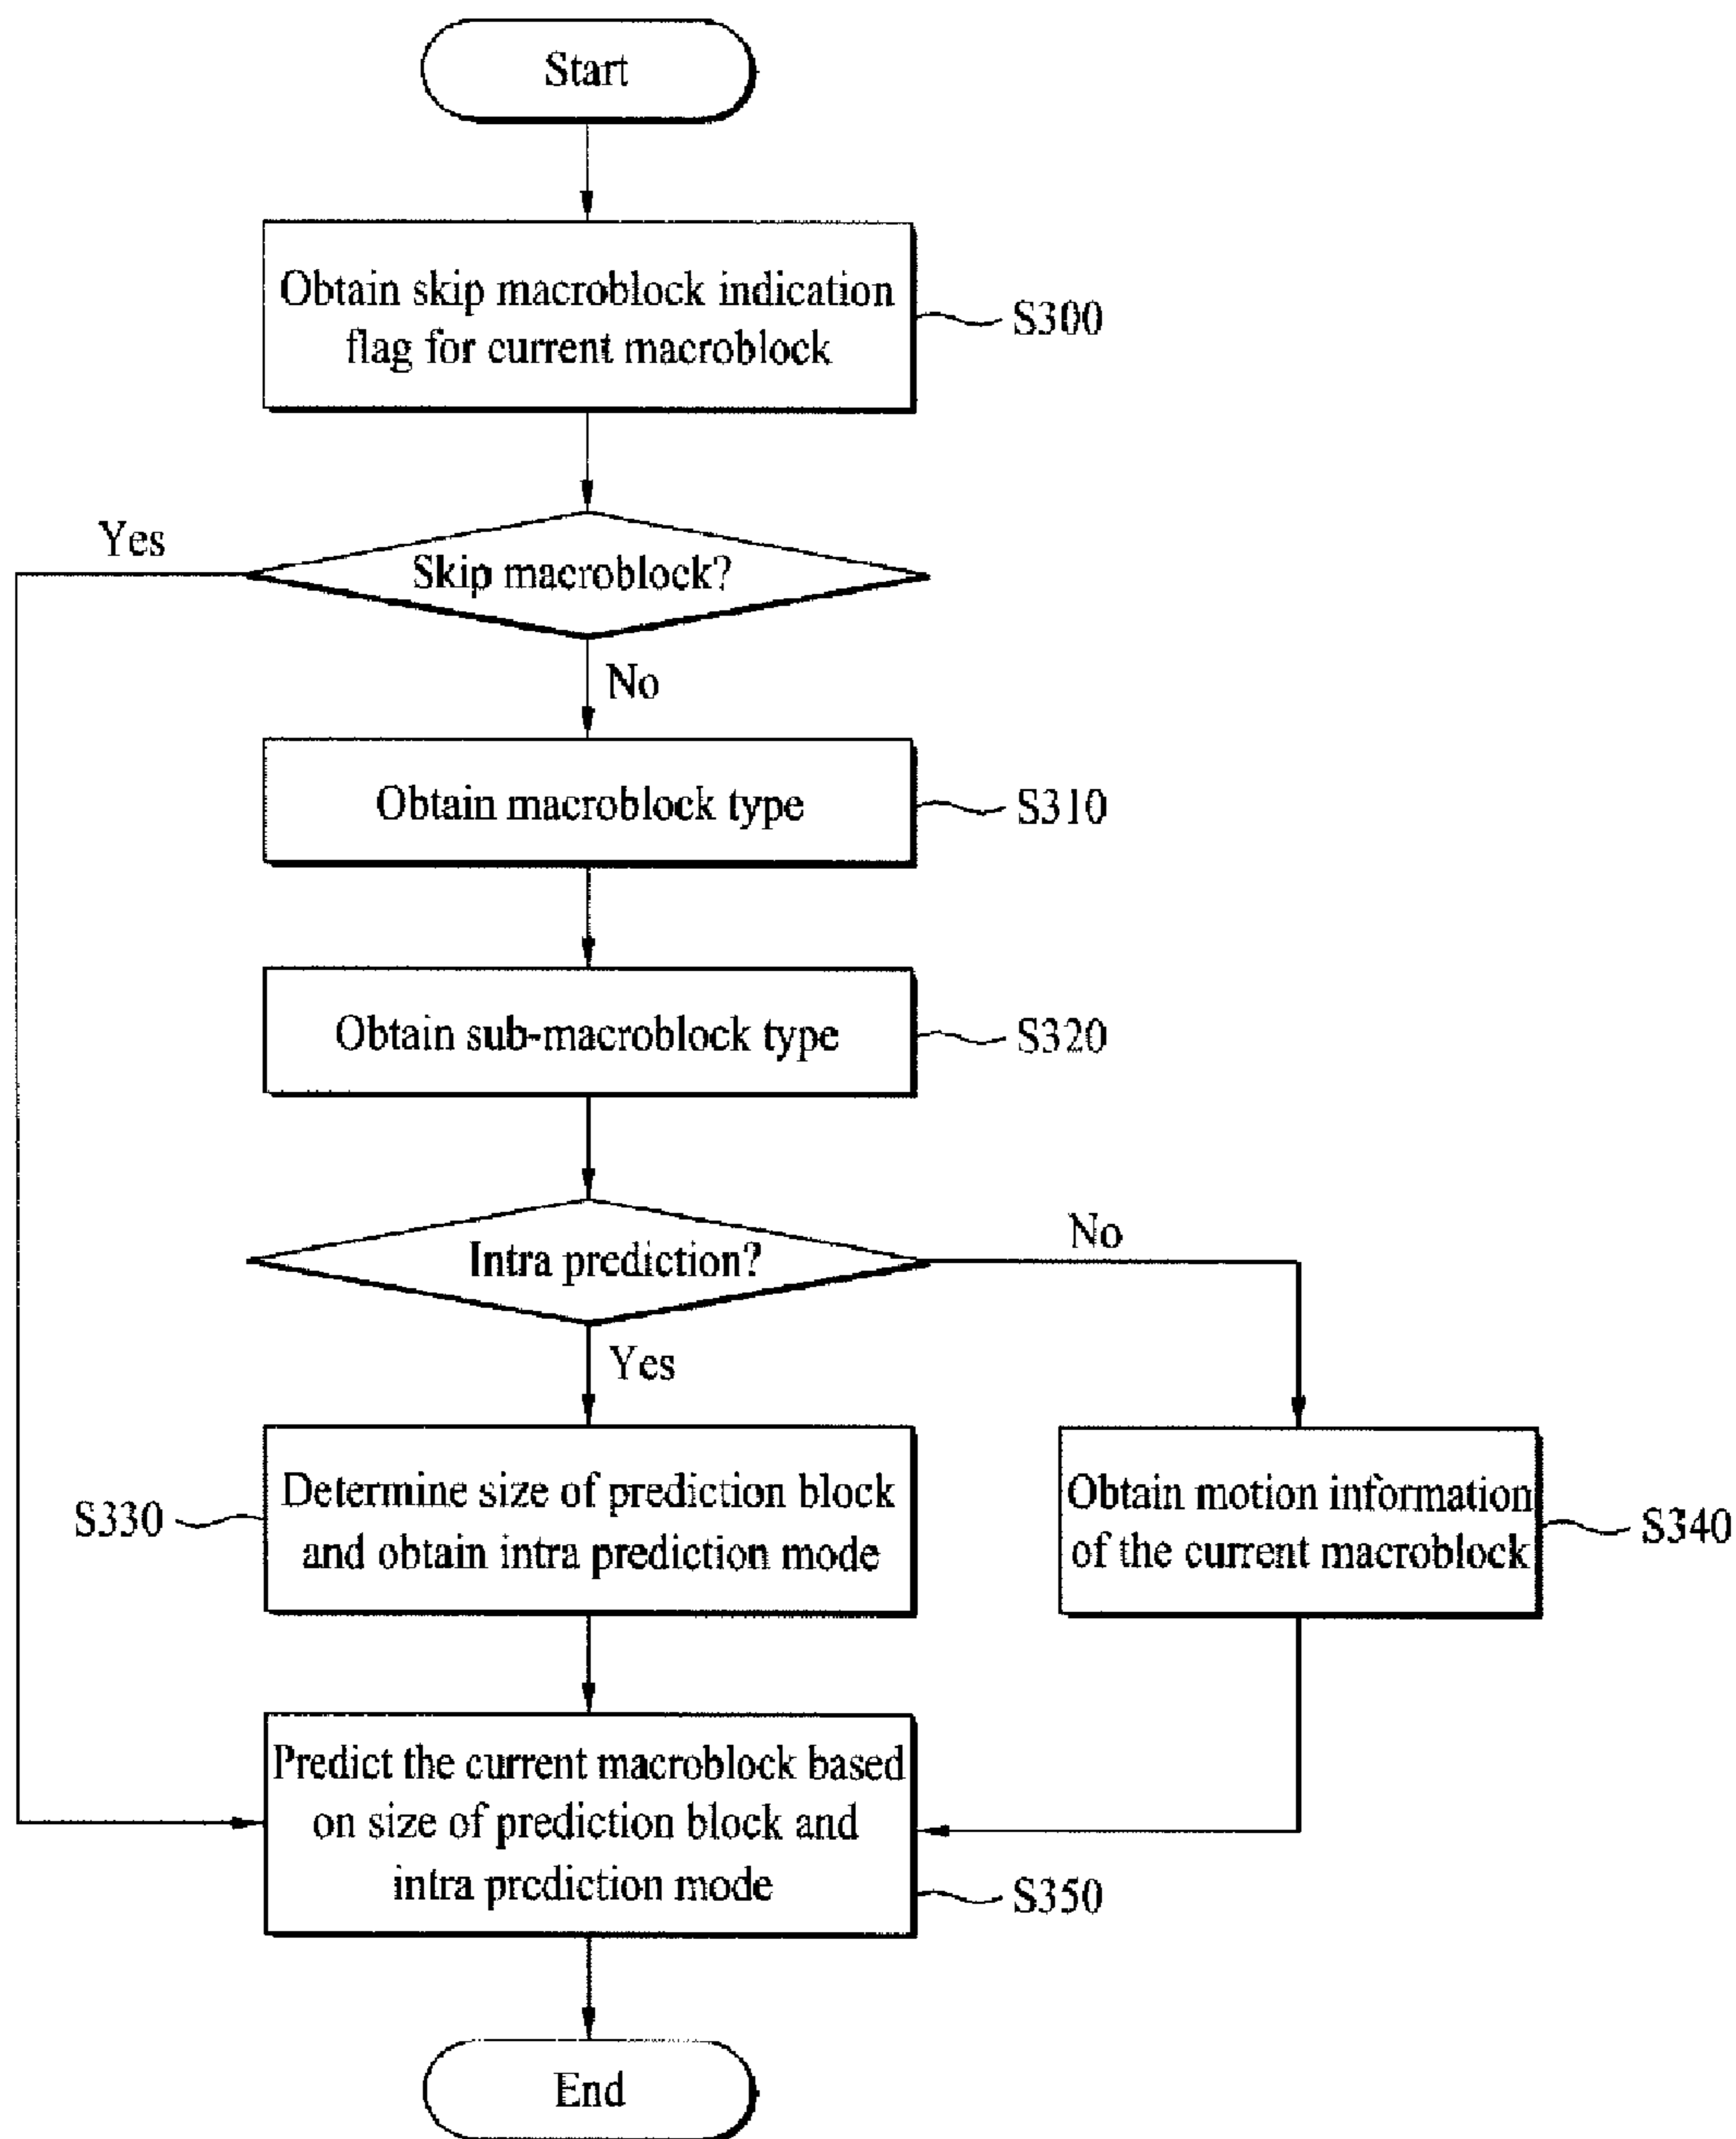 Start
Obtain skip macroblock indication
flag for current macroblock
S300
Yes
Skip macroblock?
No
Obtain macroblock type
S310
Obtain sub-macroblock type
S320
Intra prediction?
No
Yes
S330
Determine size of prediction block
and obtain intra prediction mode
Obtain motion information
of the current macroblock
S340
Predict the current macroblock based
on size of prediction block and
intra prediction mode
S350
End